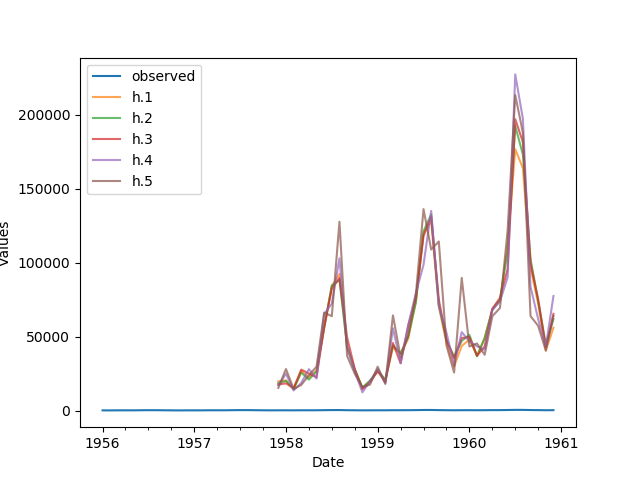 observed
h.1
h.2
h.3
h.4
h.5
200000
150000
100000
50000
0
Values
1956 1957 1958 1959 1960 1961
Date